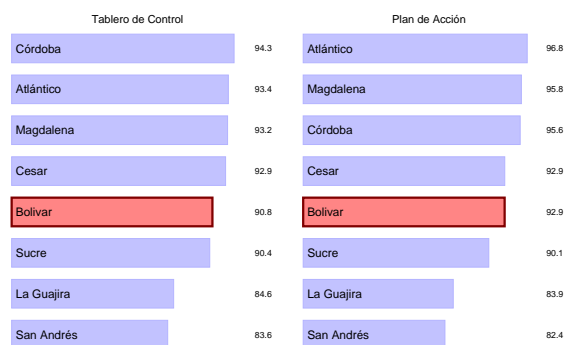 Tablero de Control
Córdoba 94.3
Atlántico 93.4
Magdalena 93.2
Cesar 92.9
Bolivar 90.8
Sucre 90.4
La Guajira 84.6
San Andrés 83.6
Plan de Acción
Atlántico 96.8
Magdalena 95.8
Córdoba 95.6
Cesar 92.9
Bolivar 92.9
Sucre 90.1
La Guajira 83.9
San Andrés 82.4